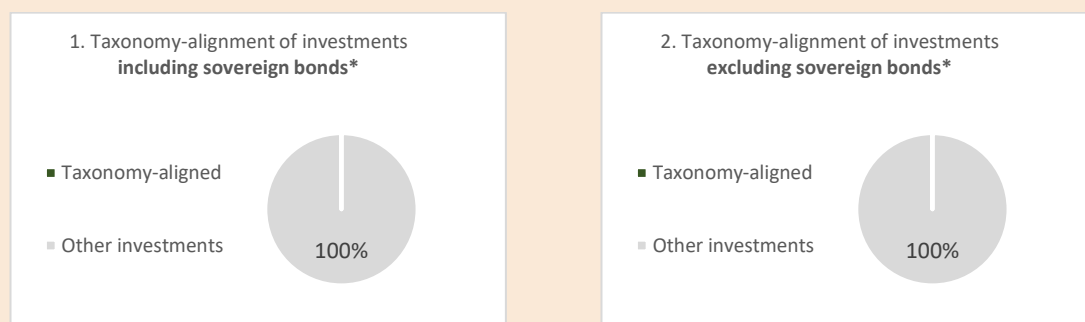 1. Taxonomy-alignment of investments
including sovereign bonds*
Taxonomy-aligned
Other investments
100%
2. Taxonomy-alignment of investments
excluding sovereign bonds*
Taxonomy-aligned
Other investments
100%